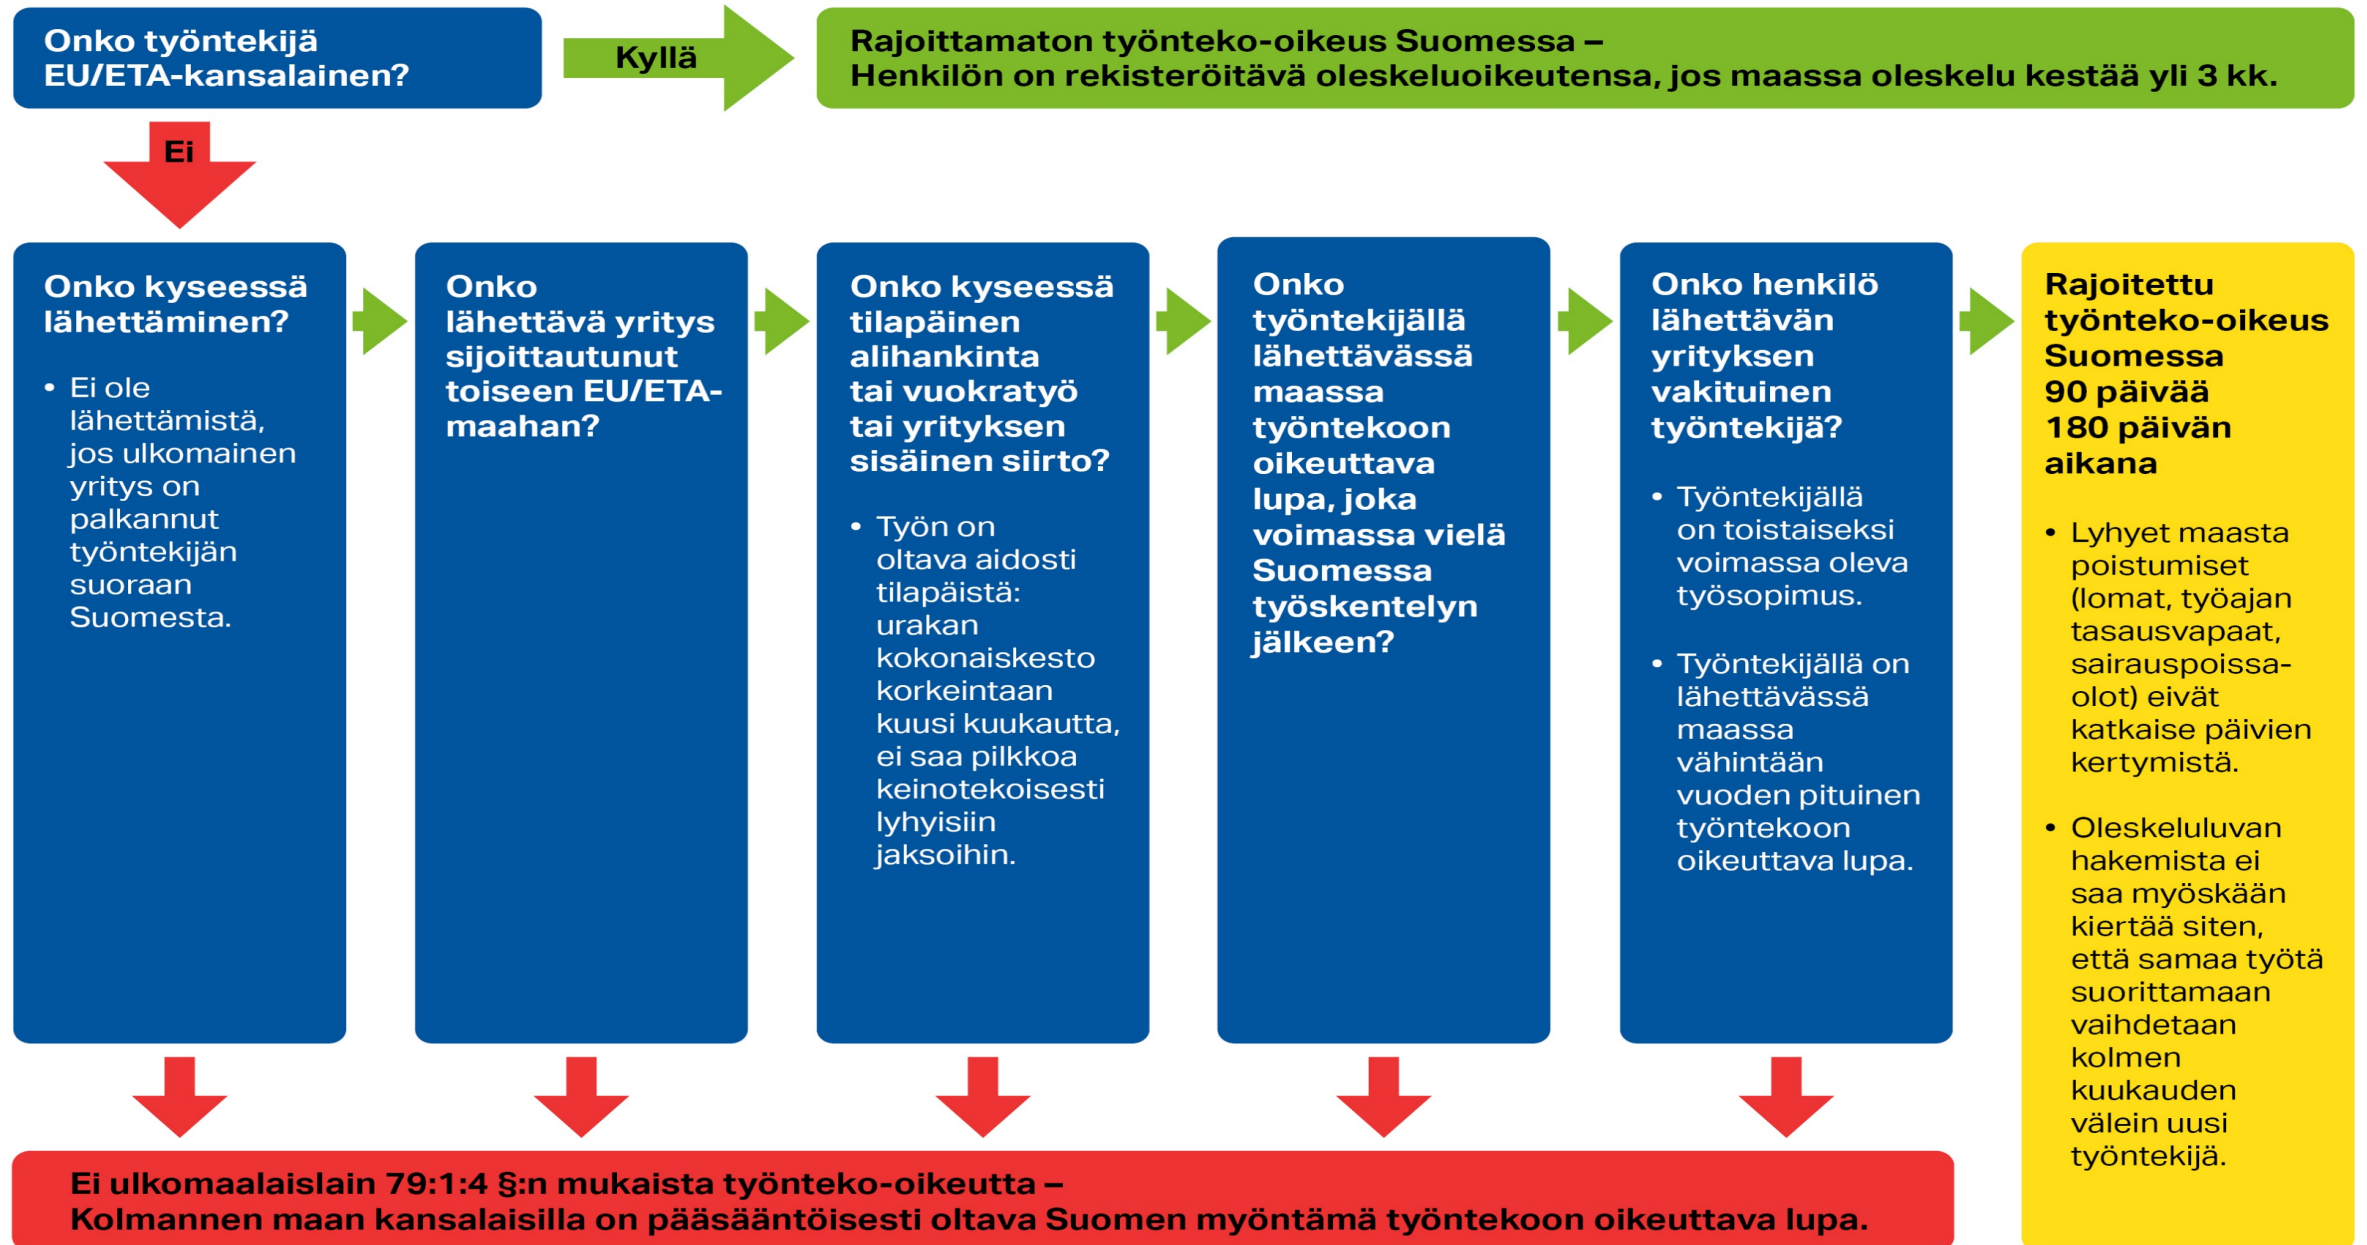 Onko työntekijä
EU/ETA-kansalainen?
Kyllä
Rajoittamaton työnteko-oikeus Suomessa –
Henkilön on rekisteröitävä oleskeluoikeutensa, jos maassa oleskelu kestää yli 3 kk.
Ei
Onko kyseessä
lähettäminen?
• Ei ole
lähettämistä,
jos ulkomainen
yritys on
palkannut
työntekijän
suoraan
Suomesta.
Onko
lähettävä yritys
sijoittautunut
toiseen EU/ETA-
maahan?
Onko kyseessä
tilapäinen
alihankinta
tai vuokratyö
tai yrityksen
sisäinen siirto?
• Työn on
oltava aidosti
tilapäistä:
urakan
kokonaiskesto
korkeintaan
kuusi kuukautta,
ei saa pilkkoa
keinotekoisesti
lyhyisiin
jaksoihin.
Onko
työntekijällä
lähettävässä
maassa
työntekoon
oikeuttava
lupa, joka
voimassa vielä
Suomessa
työskentelyn
jälkeen?
Onko henkilö
lähettävän
yrityksen
vakituinen
työntekijä?
• Työntekijällä
on toistaiseksi
voimassa oleva
työsopimus.
• Työntekijällä on
lähettävässä
maassa
vähintään
vuoden pituinen
työntekoon
oikeuttava lupa.
Rajoitettu
työnteko-oikeus
Suomessa
90 päivää
180 päivän
aikana
• Lyhyet maasta
poistumiset
(lomat, työajan
tasausvapaat,
sairauspoissa-
olot) eivät
katkaise päivien
kertymistä.
• Oleskeluluvan
hakemista ei
saa myöskään
kiertää siten,
että samaa työtä
suorittamaan
vaihdetaan
kolmen
kuukauden
välein uusi
työntekijä.
Ei ulkomaalaislain 79:1:4 §:n mukaista työnteko-oikeutta –
Kolmannen maan kansalaisilla on pääsääntöisesti oltava Suomen myöntämä työntekoon oikeuttava lupa.